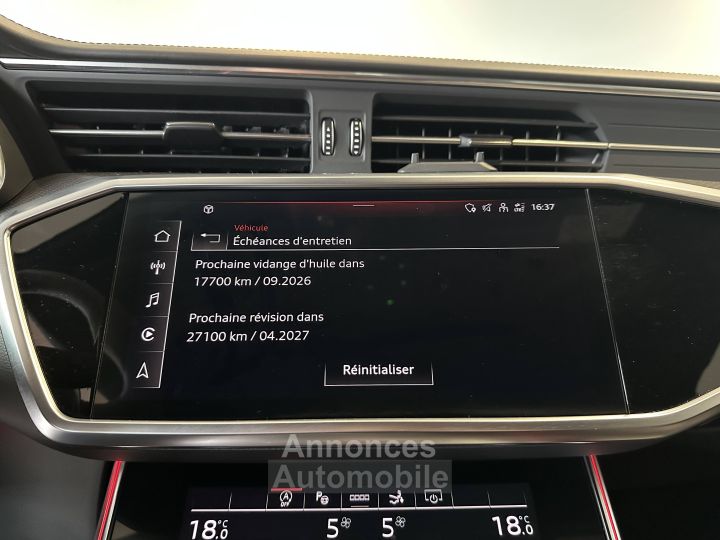 16:37
Véhicule
Échéances d'entretien
Prochaine vidange d'huile dans
17700 km / 09.2026
Prochaine révision dans
27100 km / 04.2027
Réinitialiser
Annonces
Automobile
A
OFF
P
18.0 °C
5
5
18.0 °C